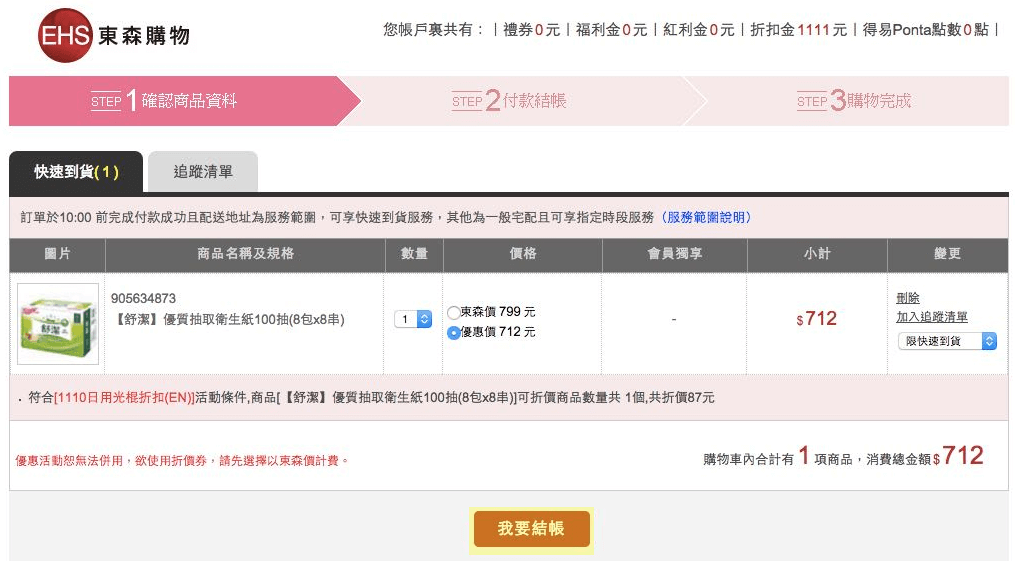 EHS 東森購物
您帳戶裏共有：｜禮券0元｜福利金0元｜紅利金0元｜折扣金1111元｜得易Ponta點數0點｜
STEP 1 確認商品資料
STEP 2 付款結帳
STEP 3 購物完成
快速到貨(1)
追蹤清單
訂單於10:00 前完成付款成功且配送地址為服務範圍，可享快速到貨服務，其他為一般宅配且可享指定時段服務（服務範圍說明）
圖片 商品名稱及規格 數量 價格 會員獨享 小計 變更
905634873
【舒潔】優質抽取衛生紙100抽(8包x8串)
舒潔
1
東森價 799 元
優惠價 712 元
-
$712
刪除
加入追蹤清單
限快速到貨
．符合[1110日用光棍折扣(EN)]活動條件,商品[【舒潔】優質抽取衛生紙100抽(8包x8串)]可折價商品數量共 1個,共折價87元
優惠活動恕無法併用，欲使用折價券，請先選擇以東森價計費。
購物車內合計有 1 項商品，消費總金額$712
我要結帳